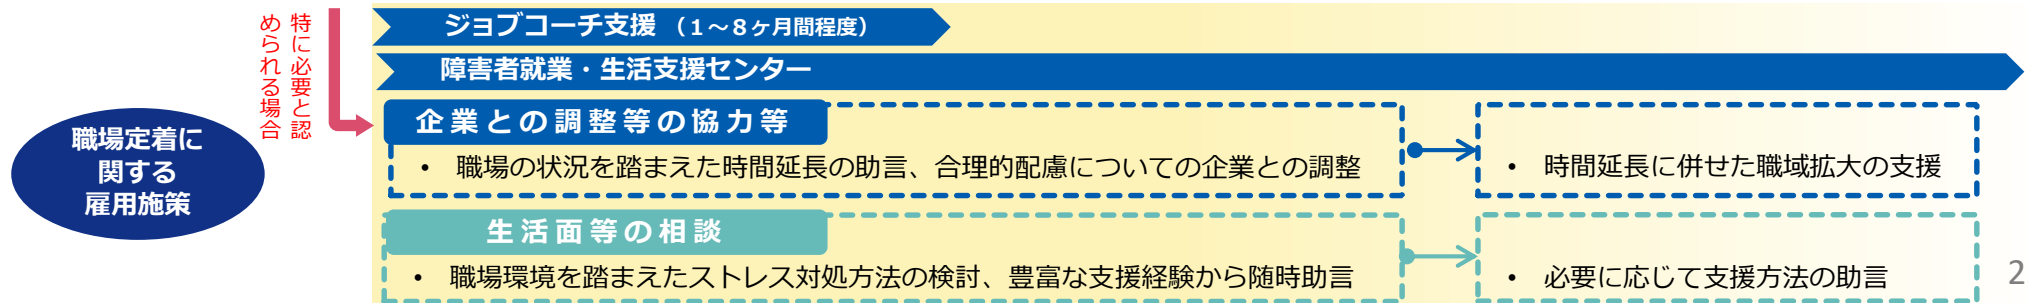 特に必要と認
められる場合
ジョブコーチ支援 (１～８ヶ月間程度)
障害者就業・生活支援センター
職場定着に
関する
雇用施策
企業との調整等の協力等
• 職場の状況を踏まえた時間延長の助言、合理的配慮についての企業との調整
• 時間延長に併せた職域拡大の支援
生活面等の相談
• 職場環境を踏まえたストレス対処方法の検討、豊富な支援経験から随時助言
• 必要に応じて支援方法の助言
2